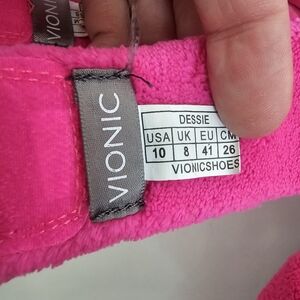 VIONIC
DESSIE
USA UK EU CM
10 8 41 26
VIONICSHOES